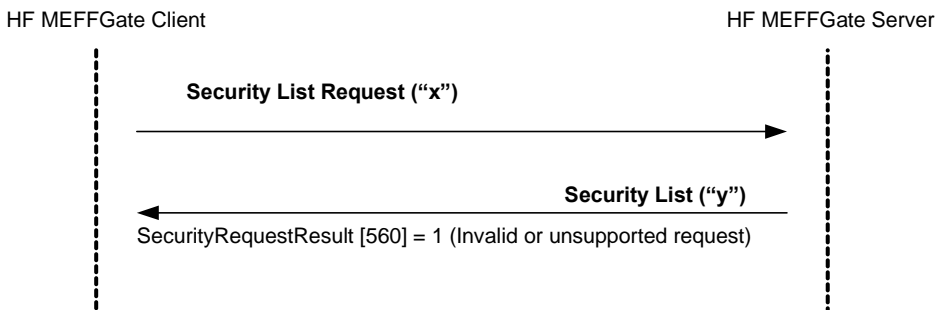 HF MEFFGate Client
HF MEFFGate Server
Security List Request (“x”)
Security List (“y”)
SecurityRequestResult [560] = 1 (Invalid or unsupported request)